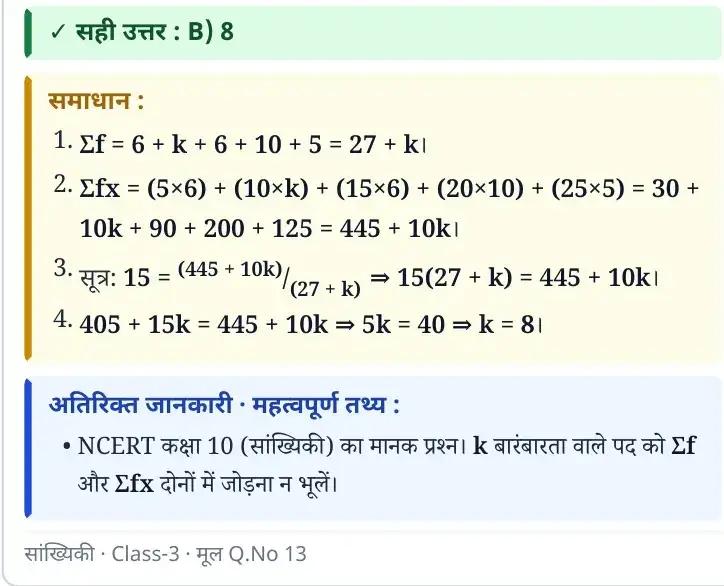 ✓ सही उत्तर : B) 8
समाधान :
1. Σf = 6 + k + 6 + 10 + 5 = 27 + k।
2. Σfx = (5×6) + (10×k) + (15×6) + (20×10) + (25×5) = 30 +
10k + 90 + 200 + 125 = 445 + 10k।
3. सूत्र: 15 = (445 + 10k)/(27 + k) ⇒ 15(27 + k) = 445 + 10k।
4. 405 + 15k = 445 + 10k ⇒ 5k = 40 ⇒ k = 8।
अतिरिक्त जानकारी · महत्वपूर्ण तथ्य :
• NCERT कक्षा 10 (सांख्यिकी) का मानक प्रश्न। k बारंबारता वाले पद को Σf
और Σfx दोनों में जोड़ना न भूलें।
सांख्यिकी · Class-3 · मूल Q.No 13